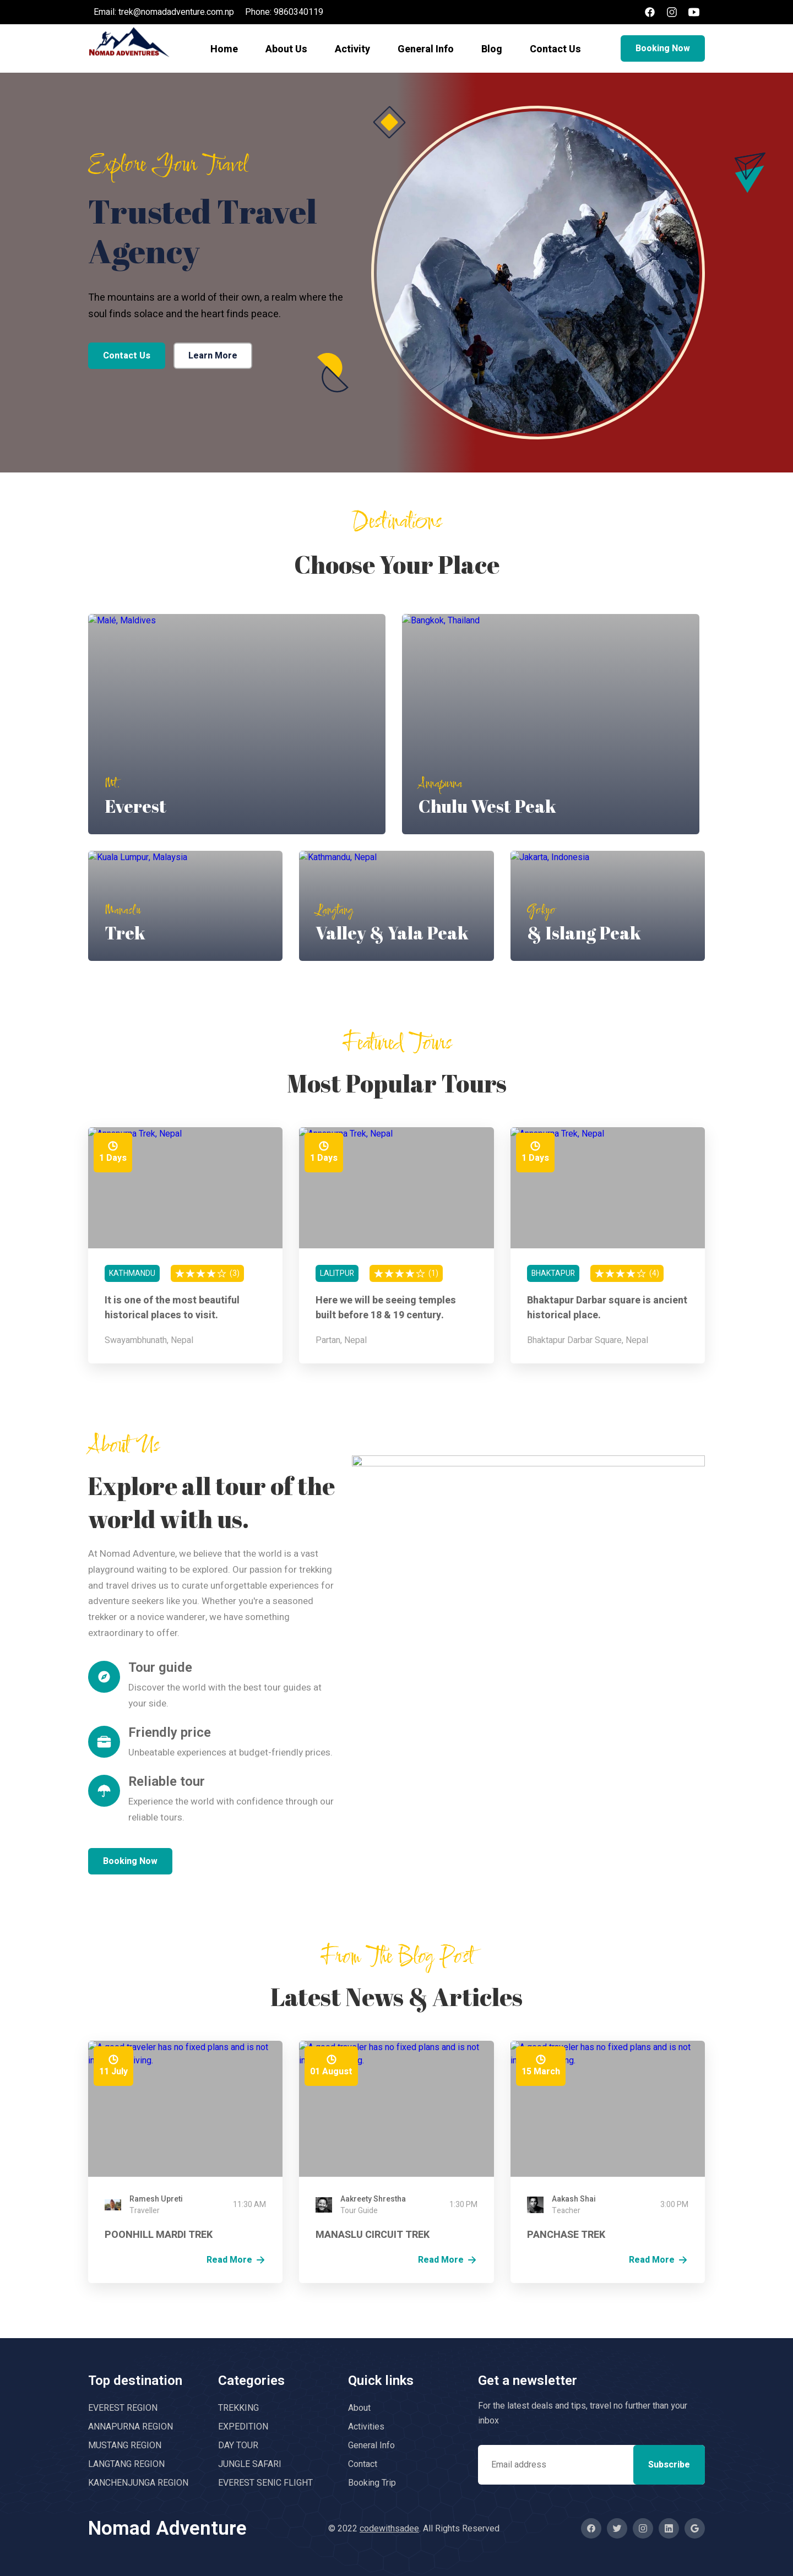 Email: trek@nomadadventure.com.np Phone: 9860340119
NOMAD ADVENTURES
Home About Us Activity General Info Blog Contact Us Booking Now
Explore Your Travel
Trusted Travel
Agency
The mountains are a world of their own, a realm where the
soul finds solace and the heart finds peace.
Contact Us Learn More
Destinations
Choose Your Place
Malé, Maldives
Mt.
Everest
Bangkok, Thailand
Annapurna
Chulu West Peak
Kuala Lumpur, Malaysia
Manaslu
Trek
Kathmandu, Nepal
Langtang
Valley & Yala Peak
Jakarta, Indonesia
Gokyo
& Islang Peak
Featured Tours
Most Popular Tours
Trek, Nepal
1 Days
KATHMANDU (3)
It is one of the most beautiful
historical places to visit.
Swayambhunath, Nepal
Trek, Nepal
1 Days
LALITPUR (1)
Here we will be seeing temples
built before 18 & 19 century.
Partan, Nepal
Trek, Nepal
1 Days
BHAKTAPUR (4)
Bhaktapur Darbar square is ancient
historical place.
Bhaktapur Darbar Square, Nepal
About Us
Explore all tour of the
world with us.
At Nomad Adventure, we believe that the world is a vast
playground waiting to be explored. Our passion for trekking
and travel drives us to curate unforgettable experiences for
adventure seekers like you. Whether you're a seasoned
trekker or a novice wanderer, we have something
extraordinary to offer.
Tour guide
Discover the world with the best tour guides at
your side.
Friendly price
Unbeatable experiences at budget-friendly prices.
Reliable tour
Experience the world with confidence through our
reliable tours.
Booking Now
From The Blog Post
Latest News & Articles
traveler has no fixed plans and is not
11 July
Ramesh Upreti
Traveller
11:30 AM
POONHILL MARDI TREK
Read More
traveler has no fixed plans and is not
01 August
Aakreety Shrestha
Tour Guide
1:30 PM
MANASLU CIRCUIT TREK
Read More
traveler has no fixed plans and is not
15 March
Aakash Shai
Teacher
3:00 PM
PANCHASE TREK
Read More
Top destination
EVEREST REGION
ANNAPURNA REGION
MUSTANG REGION
LANGTANG REGION
KANCHENJUNGA REGION
Categories
TREKKING
EXPEDITION
DAY TOUR
JUNGLE SAFARI
EVEREST SENIC FLIGHT
Quick links
About
Activities
General Info
Contact
Booking Trip
Get a newsletter
For the latest deals and tips, travel no further than your
inbox
Email address Subscribe
Nomad Adventure
© 2022 codewithsadee. All Rights Reserved